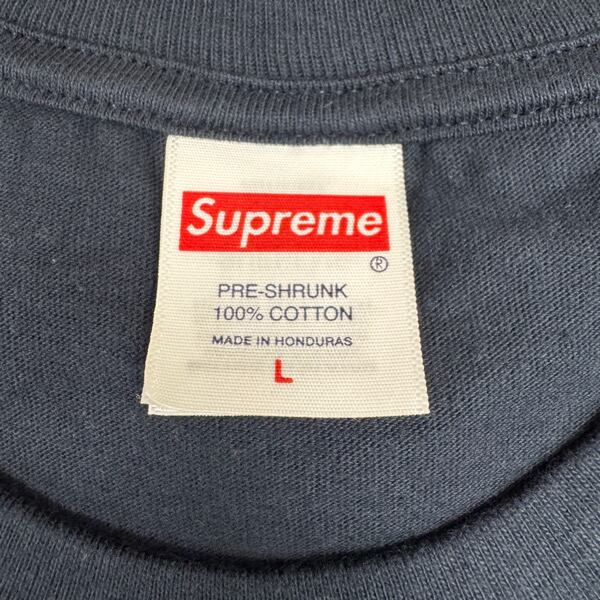 Supreme
®
PRE-SHRUNK
100% COTTON
MADE IN HONDURAS
L